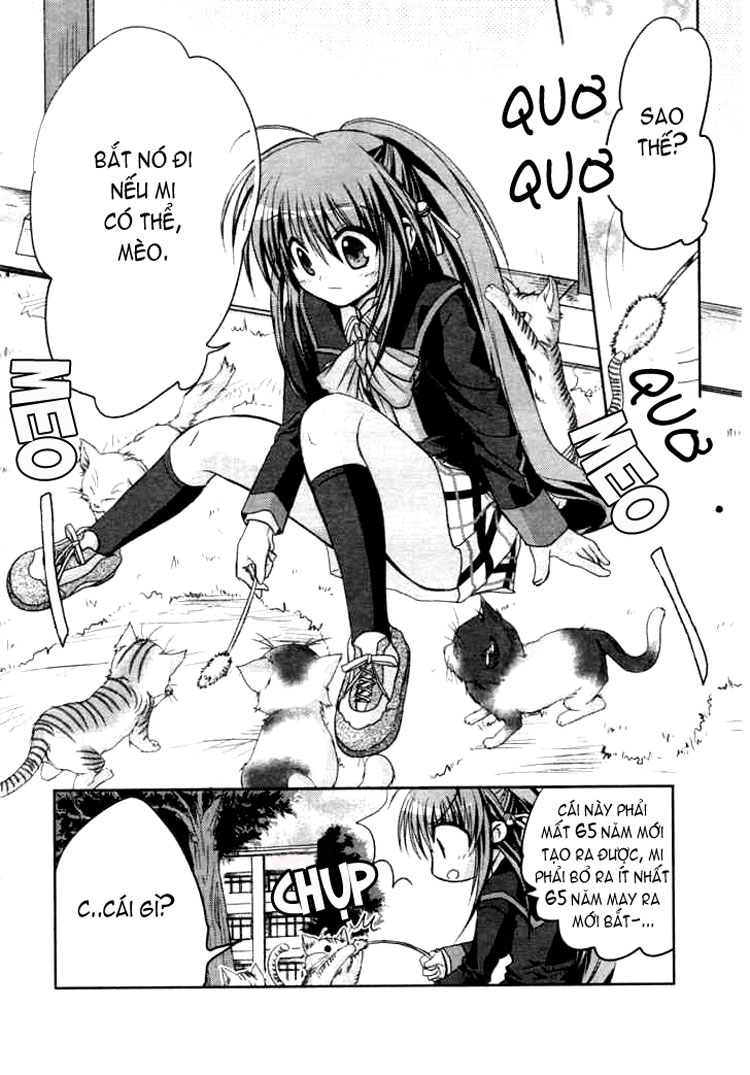 SAO
THẾ?
QUƠ
QUƠ
QUƠ
BẮT NÓ ĐI
NẾU MI
CÓ THỂ,
MÈO.
MEO
MEO
CÁI NÀY PHẢI
MẤT 65 NĂM MỚI
TẠO RA ĐƯỢC, MI
PHẢI BỎ RA ÍT NHẤT
65 NĂM MAY RA
MỚI BẮT-...
CHỤP
C..CÁI GÌ?